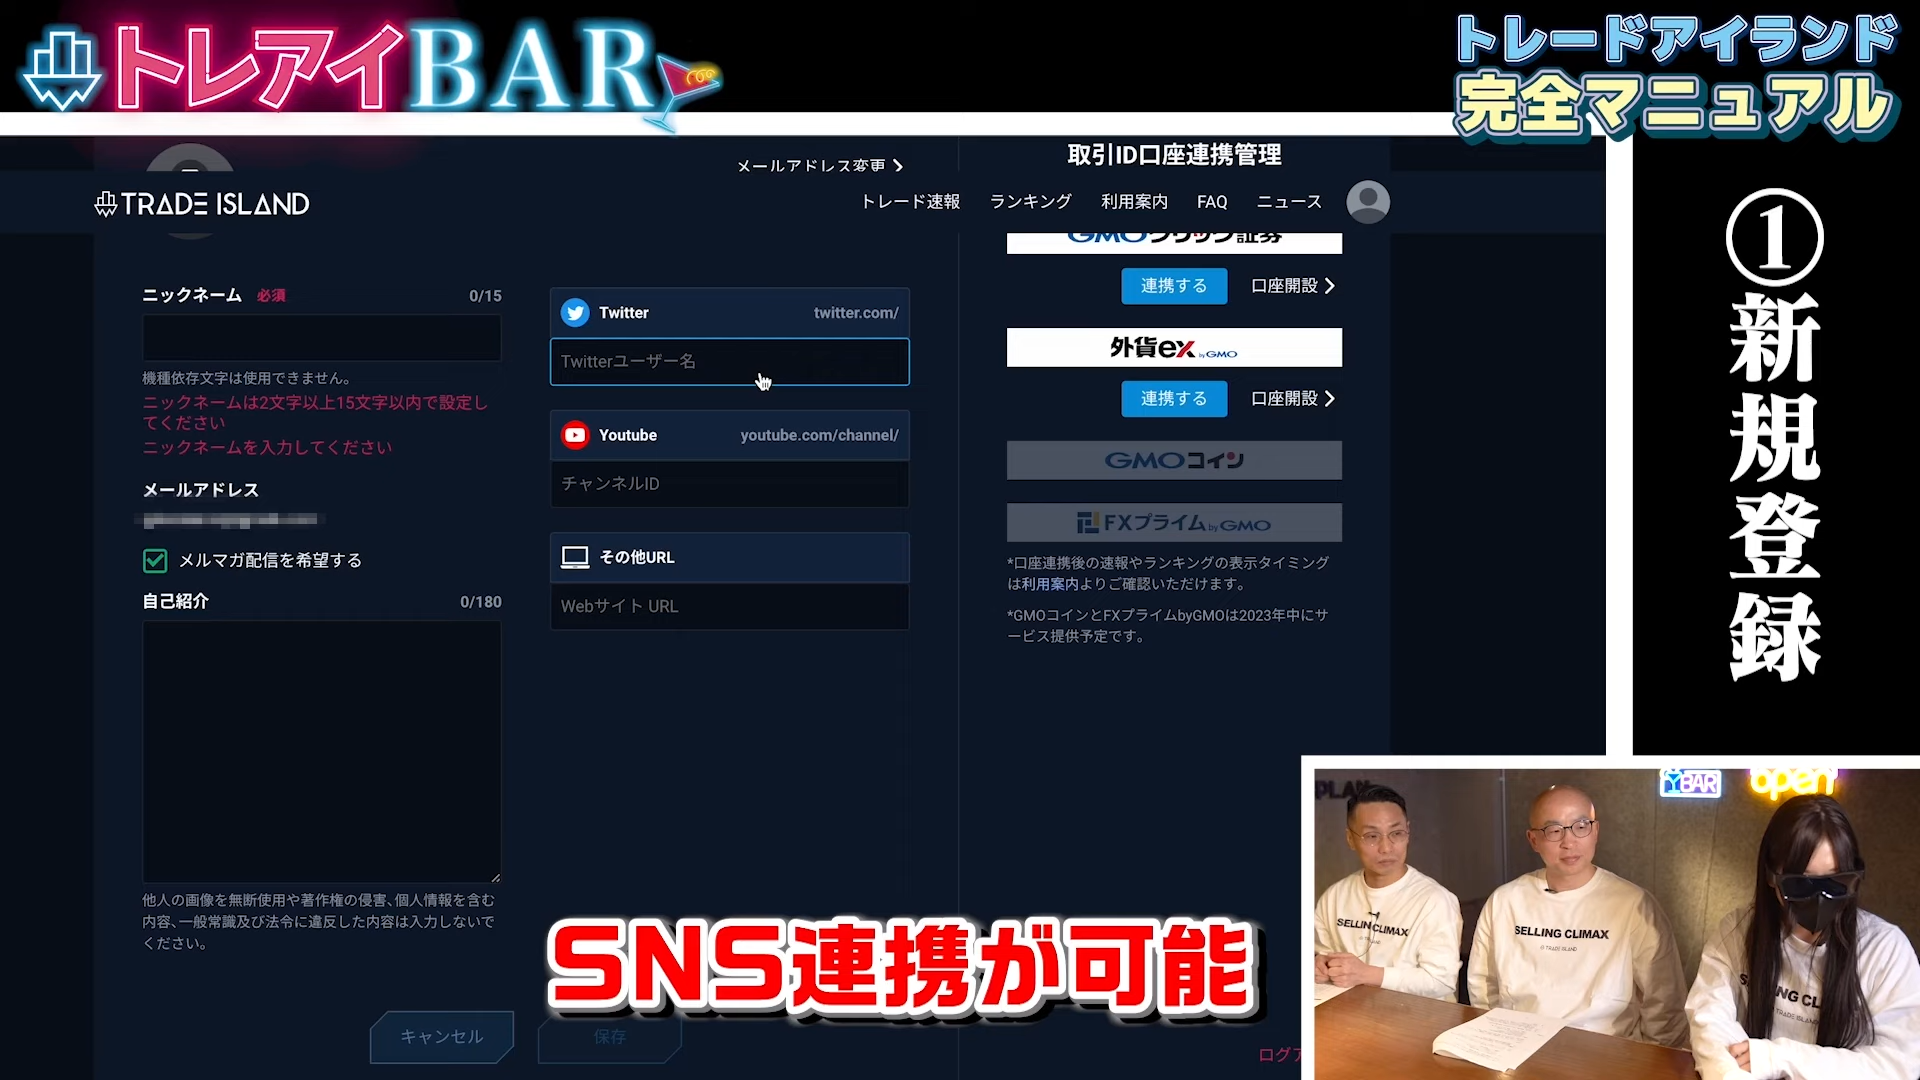 トレアイBAR
トレードアイランド
完全マニュアル
①新規登録
メールアドレス変更
取引ID口座連携管理
TRADE ISLAND
トレード速報
ランキング
利用案内
FAQ
ニュース
GMOクリック証券
連携する
口座開設
外貨ex byGMO
連携する
口座開設
GMOコイン
FXプライム byGMO
*口座連携後の速報やランキングの表示タイミング
は利用案内よりご確認いただけます。
*GMOコインとFXプライムbyGMOは2023年中にサ
ービス提供予定です。
ニックネーム 必須 0/15
機種依存文字は使用できません。
ニックネームは2文字以上15文字以内で設定し
てください
ニックネームを入力してください
メールアドレス
メルマガ配信を希望する
自己紹介 0/180
他人の画像を無断使用や著作権の侵害、個人情報を含む
内容、一般常識及び法令に違反した内容は入力しないで
ください。
Twitter twitter.com/
Twitterユーザー名
Youtube youtube.com/channel/
チャンネルID
その他URL
Webサイト URL
SNS連携が可能
キャンセル
保存
ログア
PLAN
BAR
open
SELLING CLIMAX
SELLING CLIMAX
TRADE ISLAND